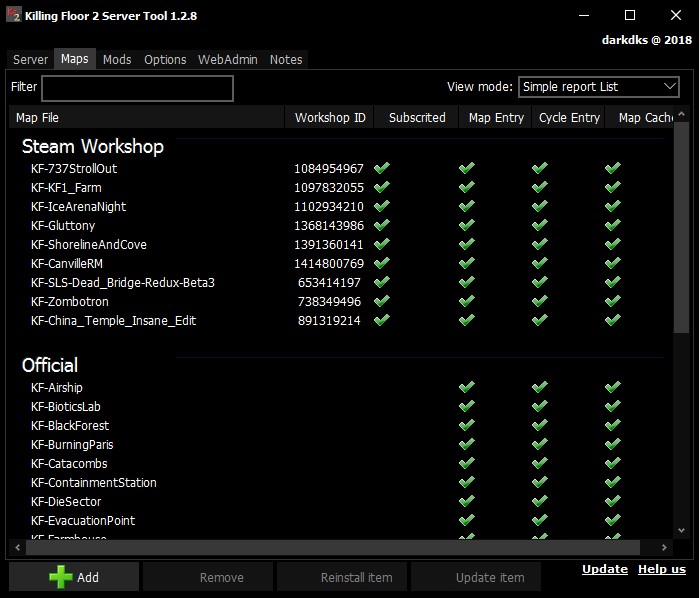 Killing Floor 2 Server Tool 1.2.8
darkdks @ 2018
Server Maps Mods Options WebAdmin Notes
Filter View mode: Simple report List
Map File Workshop ID Subscrited Map Entry Cycle Entry Map Cache
Steam Workshop
KF-737StrollOut 1084954967
KF-KF1_Farm 1097832055
KF-IceArenaNight 1102934210
KF-Gluttony 1368143986
KF-ShorelineAndCove 1391360141
KF-CanvilleRM 1414800769
KF-SLS-Dead_Bridge-Redux-Beta3 653414197
KF-Zombotron 738349496
KF-China_Temple_Insane_Edit 891319214
Official
KF-Airship
KF-BioticsLab
KF-BlackForest
KF-BurningParis
KF-Catacombs
KF-ContainmentStation
KF-DieSector
KF-EvacuationPoint
KF-Farmhouse
Add Remove Reinstall item Update item Update Help us